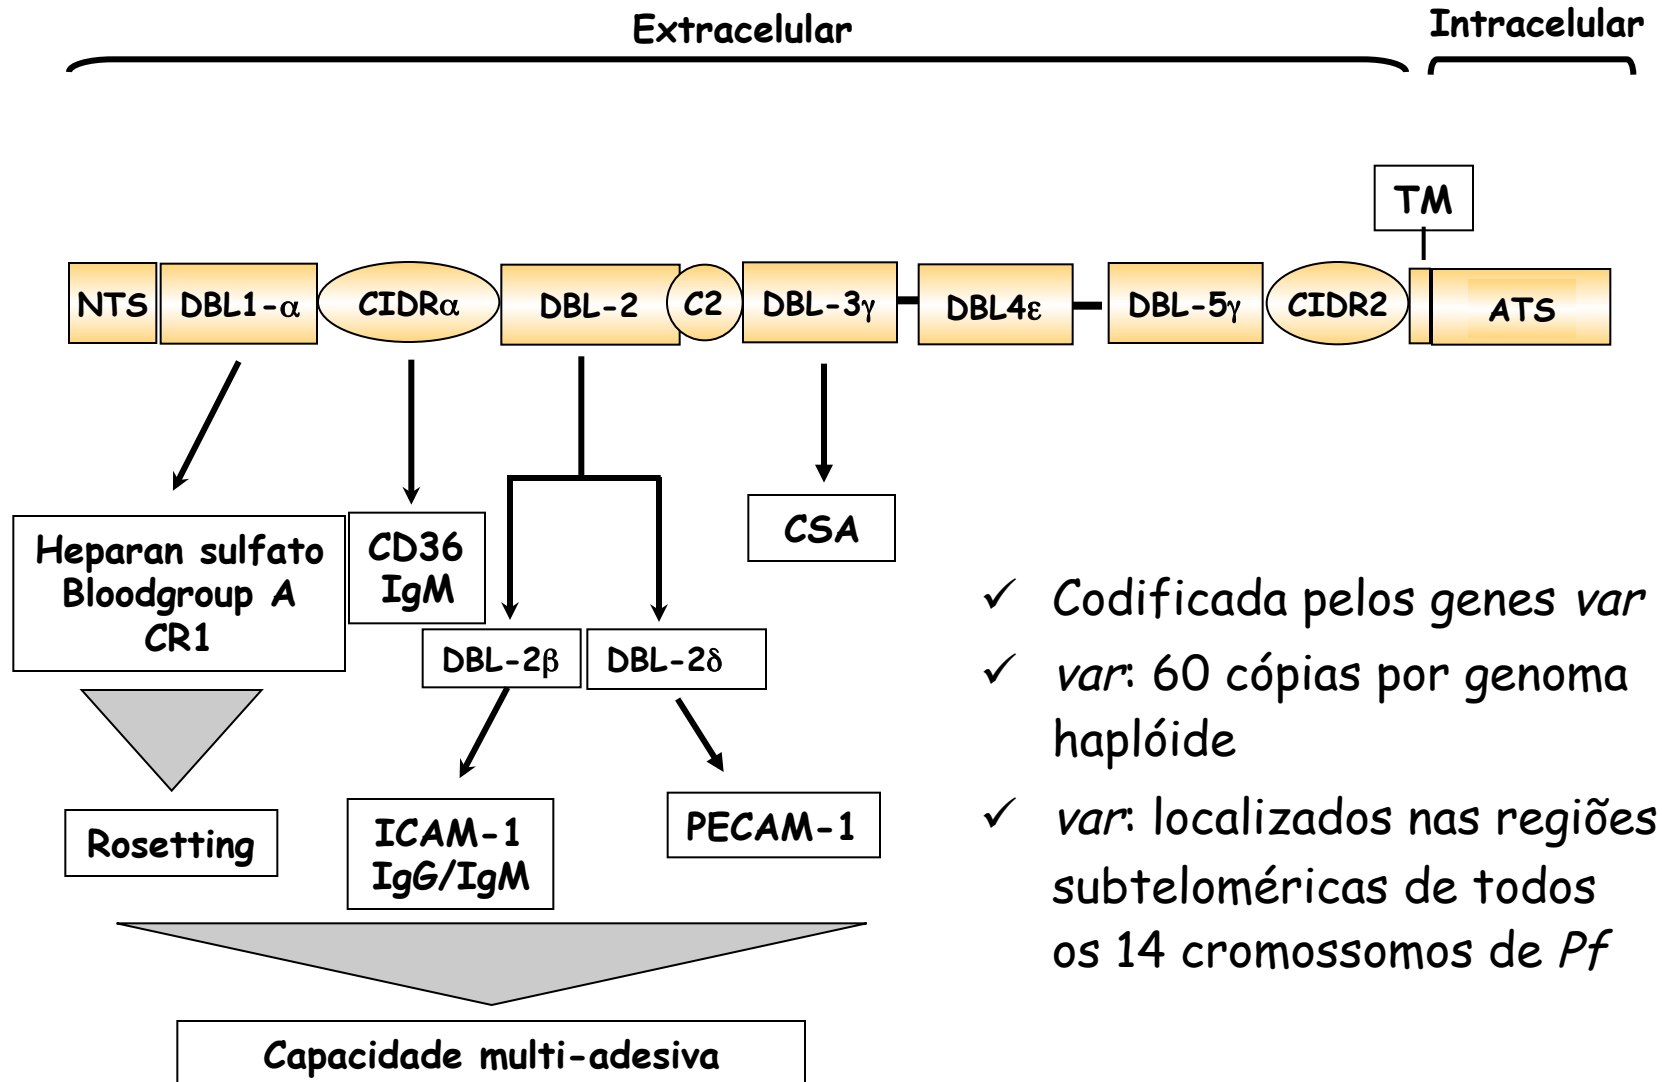 Extracelular
Intracelular
TM
NTS
DBL1-α
CIDRα
DBL-2
C2
DBL-3γ
DBL4ε
DBL-5γ
CIDR2
ATS
Heparan sulfato
Bloodgroup A
CR1
CD36
IgM
CSA
DBL-2β
DBL-2δ
Rosetting
ICAM-1
IgG/IgM
PECAM-1
Capacidade multi-adesiva
✓ Codificada pelos genes var
✓ var: 60 cópias por genoma
haplóide
✓ var: localizados nas regiões
subteloméricas de todos
os 14 cromossomos de Pf